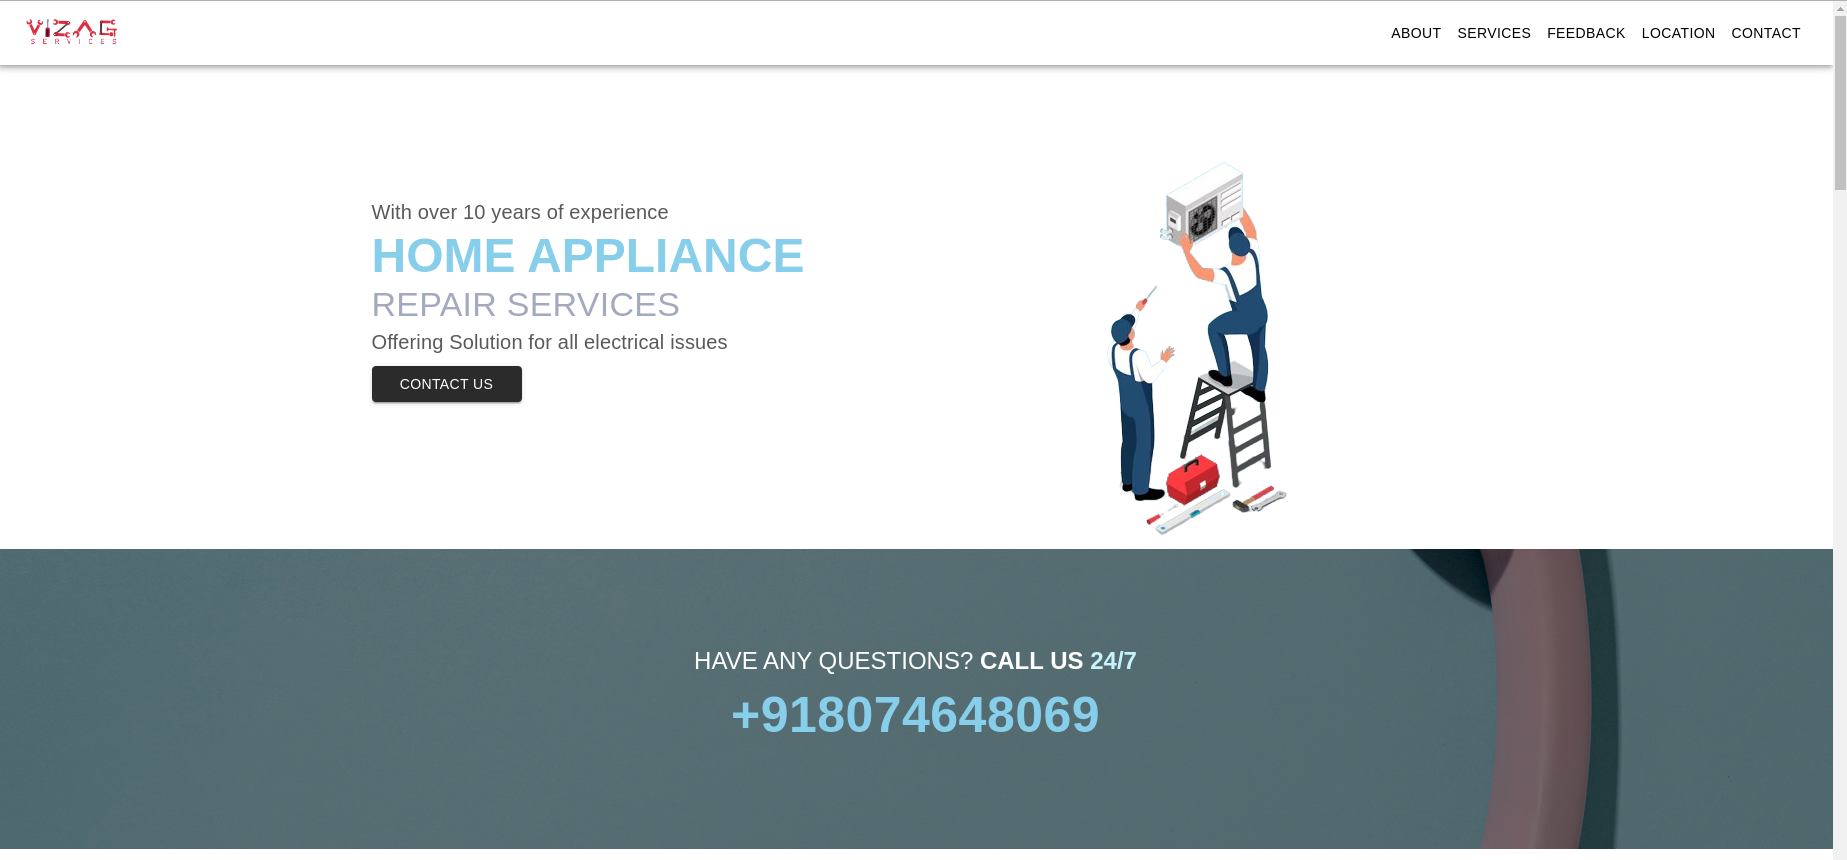 VIZAG
SERVICES
ABOUT SERVICES FEEDBACK LOCATION CONTACT
With over 10 years of experience
HOME APPLIANCE
REPAIR SERVICES
Offering Solution for all electrical issues
CONTACT US
HAVE ANY QUESTIONS? CALL US 24/7
+918074648069